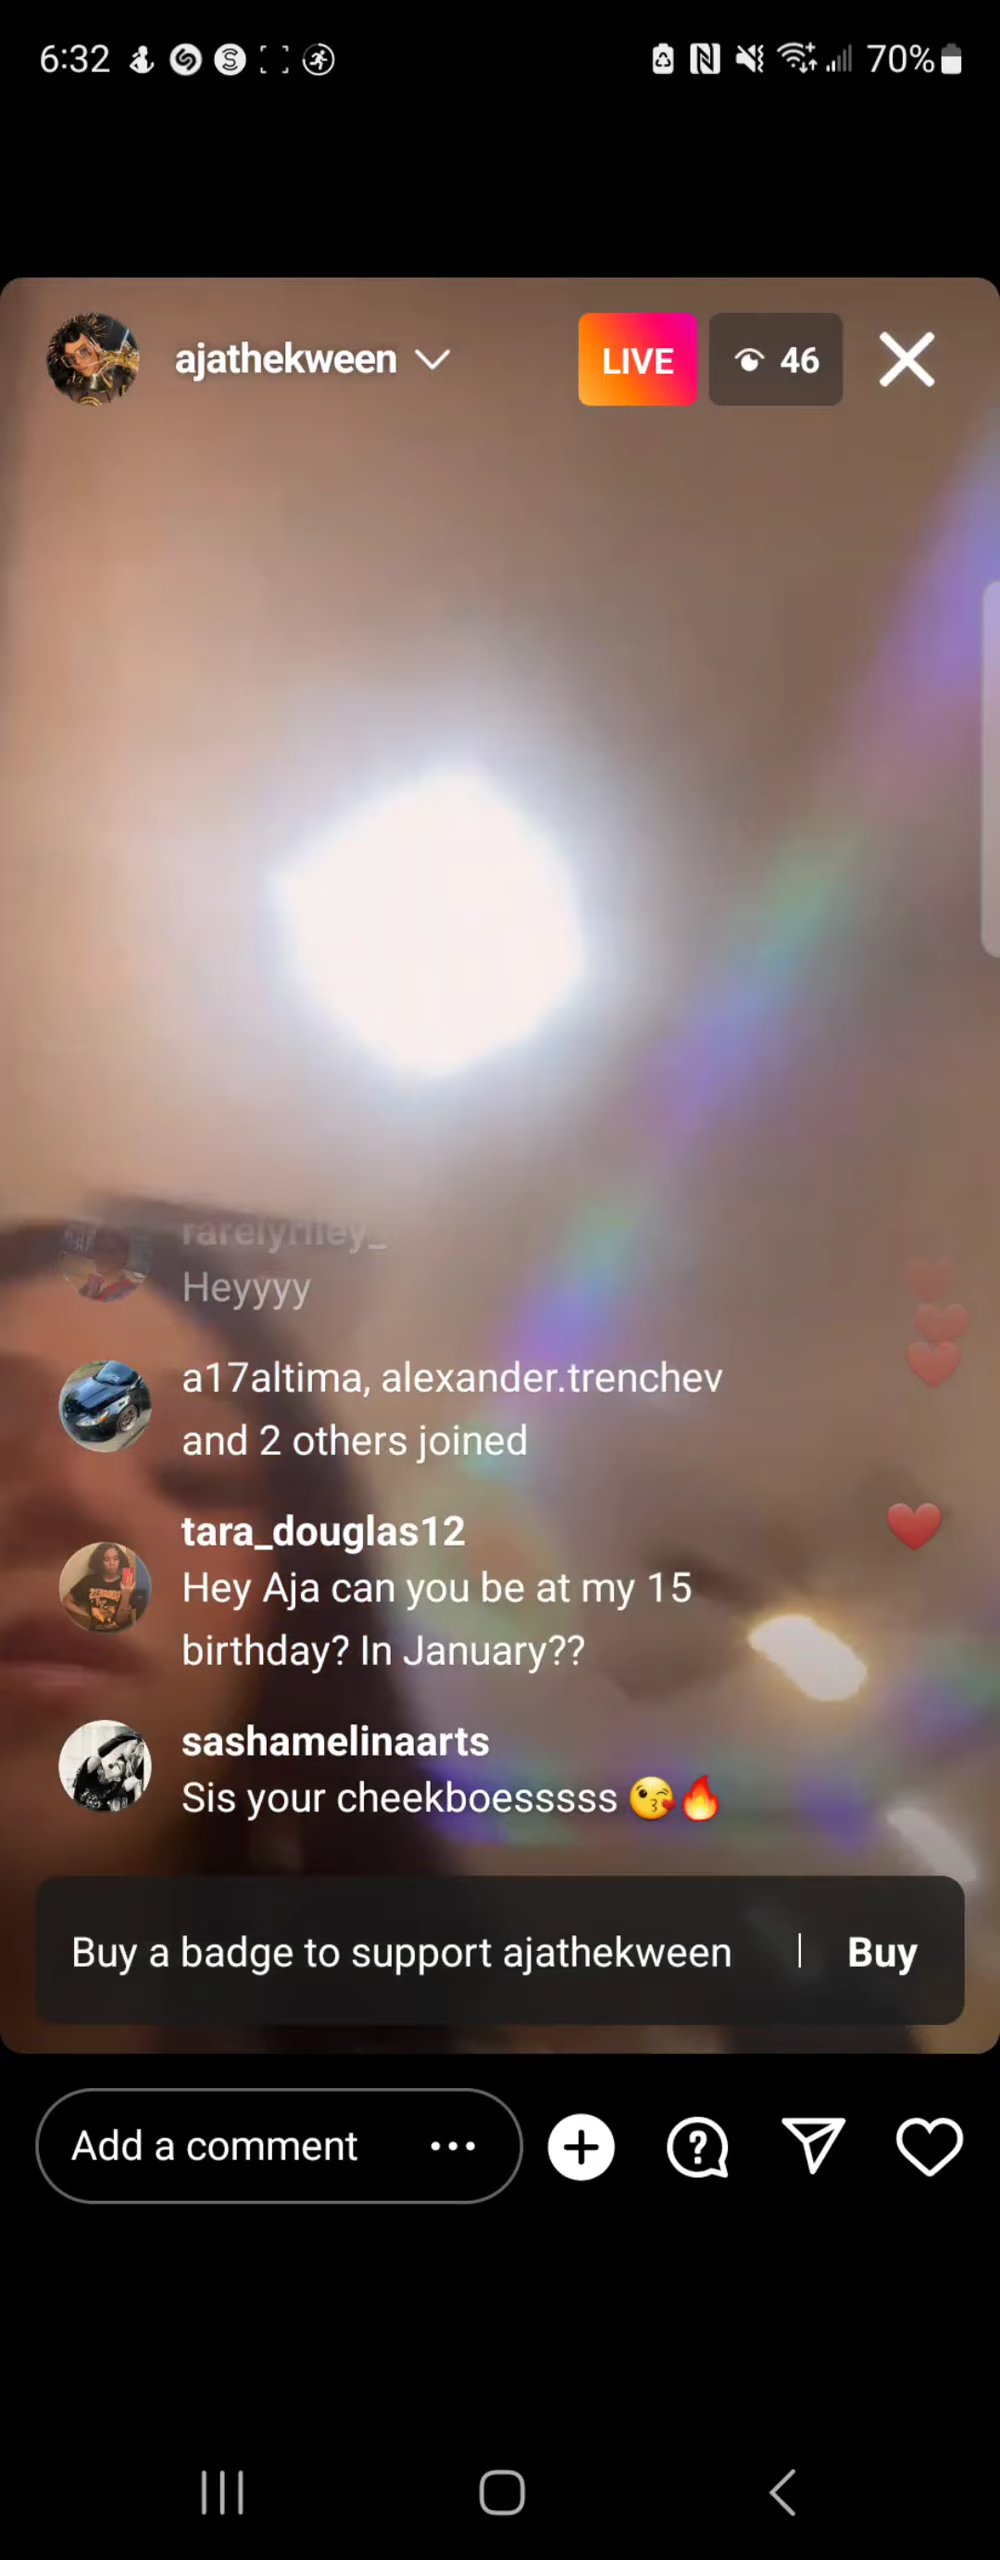 6:32 70%
ajathekween LIVE 46
rarelyriley_
Heyyyy
a17altima, alexander.trenchev
and 2 others joined
tara_douglas12
Hey Aja can you be at my 15
birthday? In January??
sashamelinaarts
Sis your cheekboesssss 😘🔥
Buy a badge to support ajathekween | Buy
Add a comment